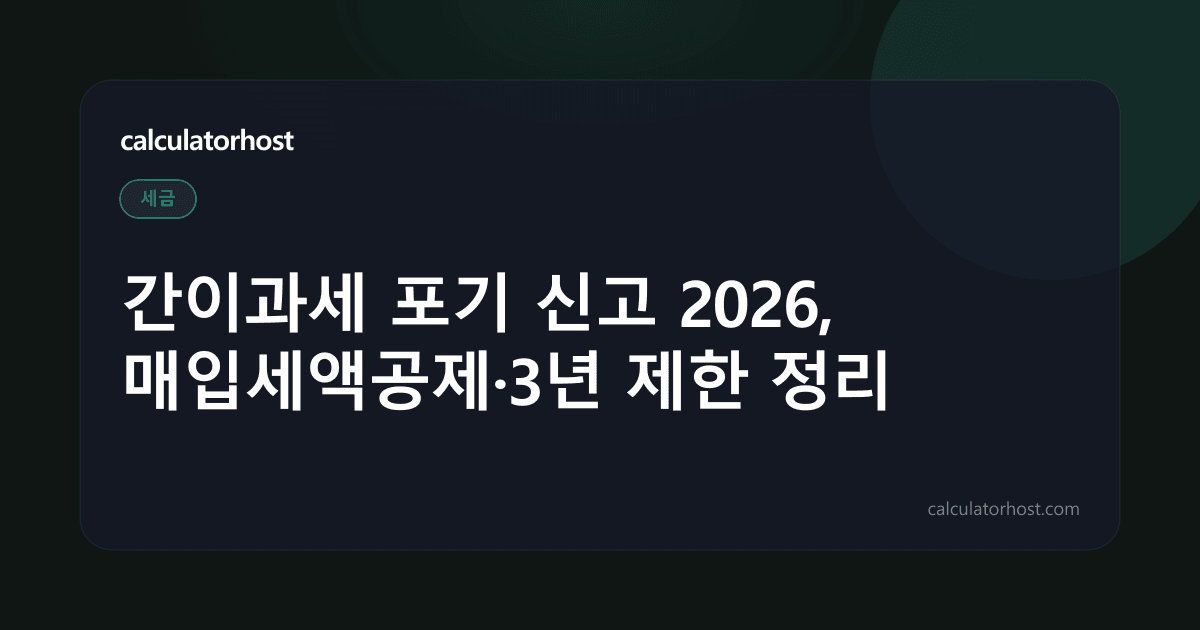 calculatorhost
세금
간이과세 포기 신고 2026,
매입세액공제·3년 제한 정리
calculatorhost.com